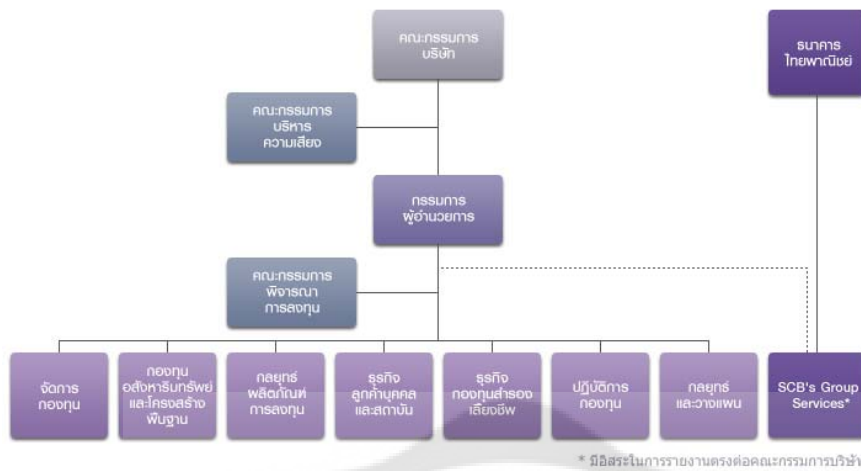 คณะกรรมการ
บริษัท
ธนาคาร
ไทยพาณิชย์
คณะกรรมการ
บริหาร
ความเสี่ยง
กรรมการ
ผู้อำนวยการ
คณะกรรมการ
พิจารณา
การลงทุน
จัดการ
กองทุน
กองทุน
อสังหาริมทรัพย์
และโครงสร้าง
พื้นฐาน
กลยุทธ์
ผลิตภัณฑ์
การลงทุน
ธุรกิจ
ลูกค้าบุคคล
และสถาบัน
ธุรกิจ
กองทุนสำรอง
เลี้ยงชีพ
ปฏิบัติการ
กองทุน
กลยุทธ์
และวางแผน
SCB's Group
Services*
* มีอิสระในการรายงานตรงต่อคณะกรรมการบริษัท